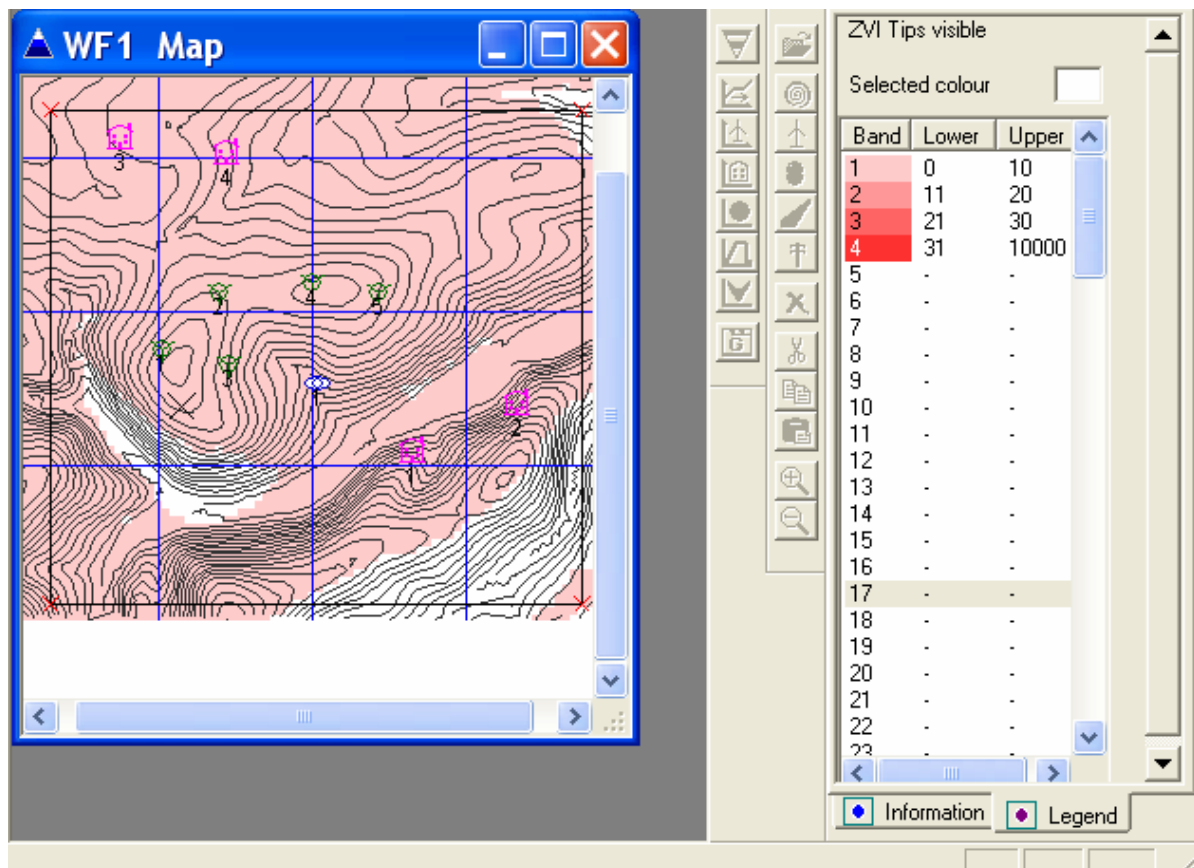 WF1 Map
3
4
2
4
5
1
3
1
2
1
ZVI Tips visible
Selected colour
Band Lower Upper
1 0 10
2 11 20
3 21 30
4 31 10000
5 - -
6 - -
7 - -
8 - -
9 - -
10 - -
11 - -
12 - -
13 - -
14 - -
15 - -
16 - -
17 - -
18 - -
19 - -
20 - -
21 - -
22 - -
23 - -
Information Legend